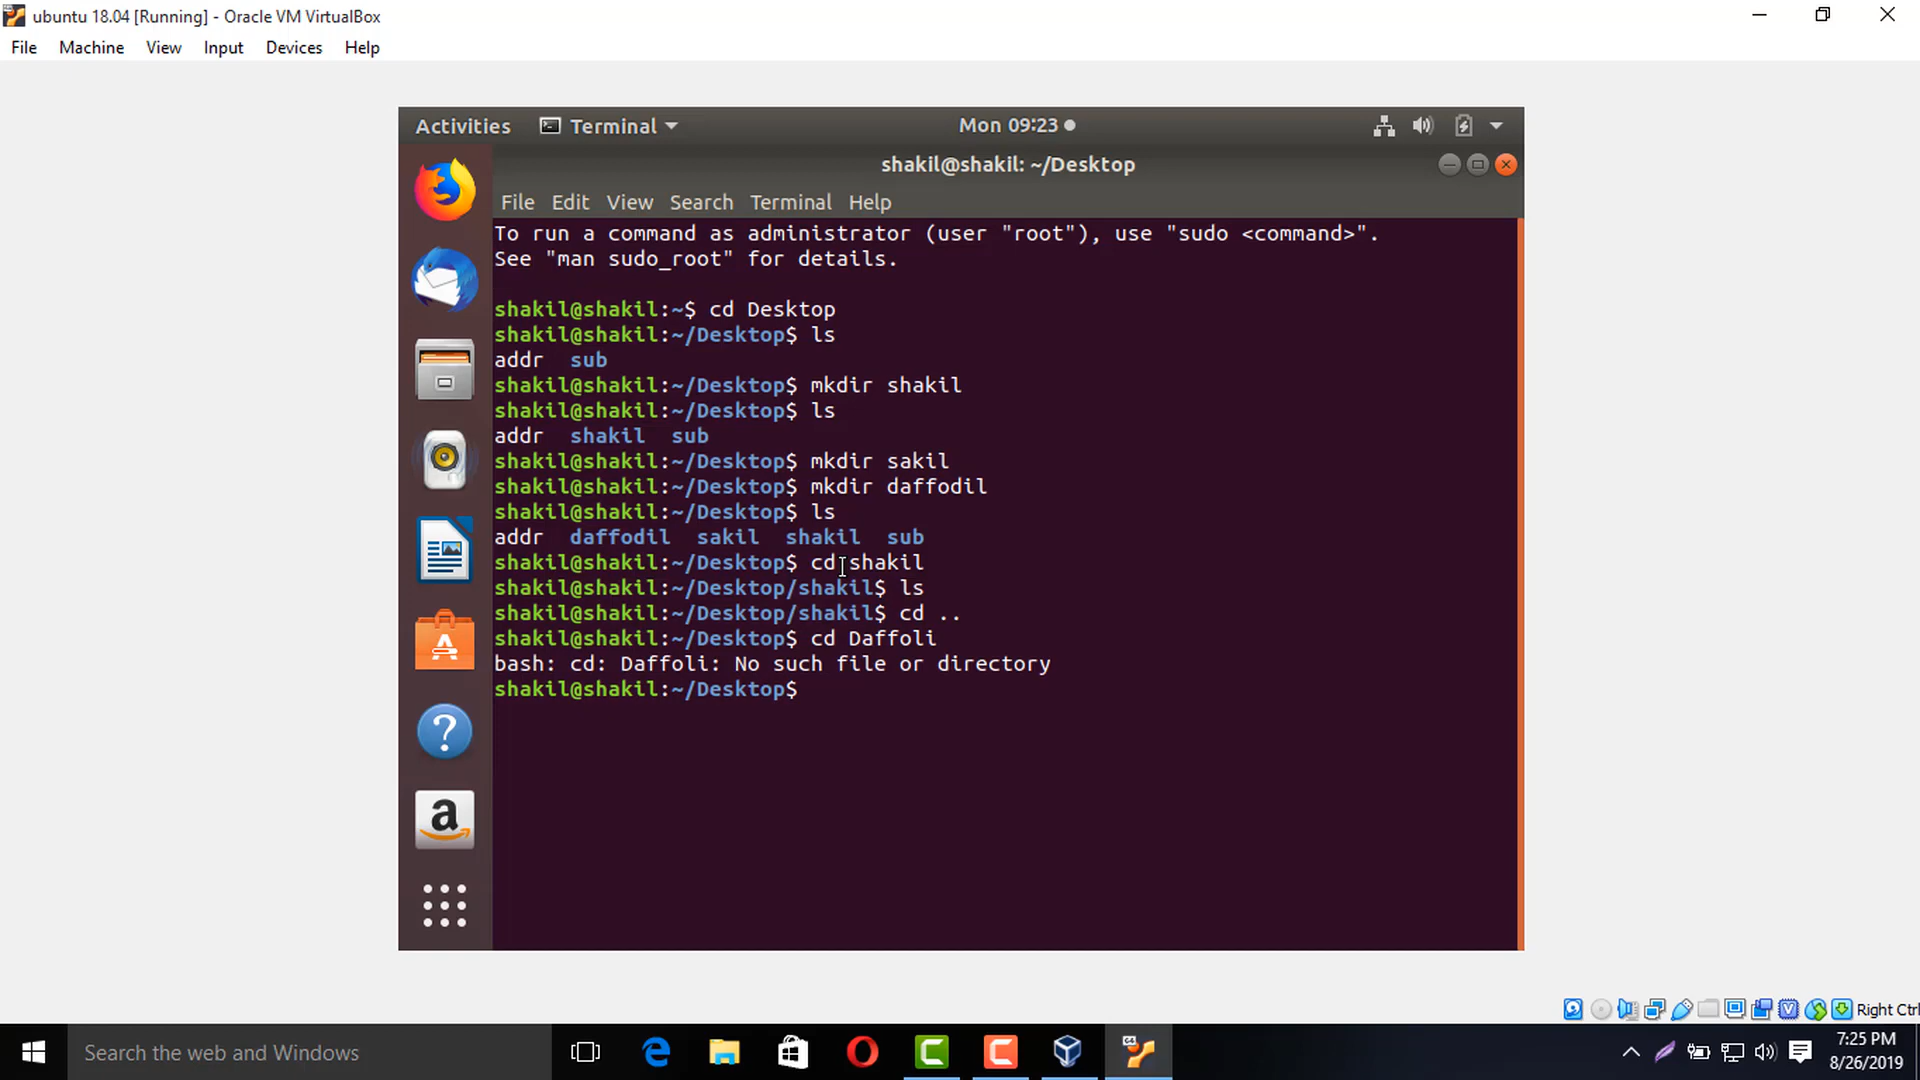 ubuntu 18.04 [Running] - Oracle VM VirtualBox
File Machine View Input Devices Help
Activities Terminal Mon 09:23
shakil@shakil: ~/Desktop
File Edit View Search Terminal Help
To run a command as administrator (user "root"), use "sudo <command>".
See "man sudo_root" for details.
shakil@shakil:~$ cd Desktop
shakil@shakil:~/Desktop$ ls
addr sub
shakil@shakil:~/Desktop$ mkdir shakil
shakil@shakil:~/Desktop$ ls
addr shakil sub
shakil@shakil:~/Desktop$ mkdir sakil
shakil@shakil:~/Desktop$ mkdir daffodil
shakil@shakil:~/Desktop$ ls
addr daffodil sakil shakil sub
shakil@shakil:~/Desktop$ cd shakil
shakil@shakil:~/Desktop/shakil$ ls
shakil@shakil:~/Desktop/shakil$ cd ..
shakil@shakil:~/Desktop$ cd Daffoli
bash: cd: Daffoli: No such file or directory
shakil@shakil:~/Desktop$
Right Ctrl
Search the web and Windows
7:25 PM
8/26/2019